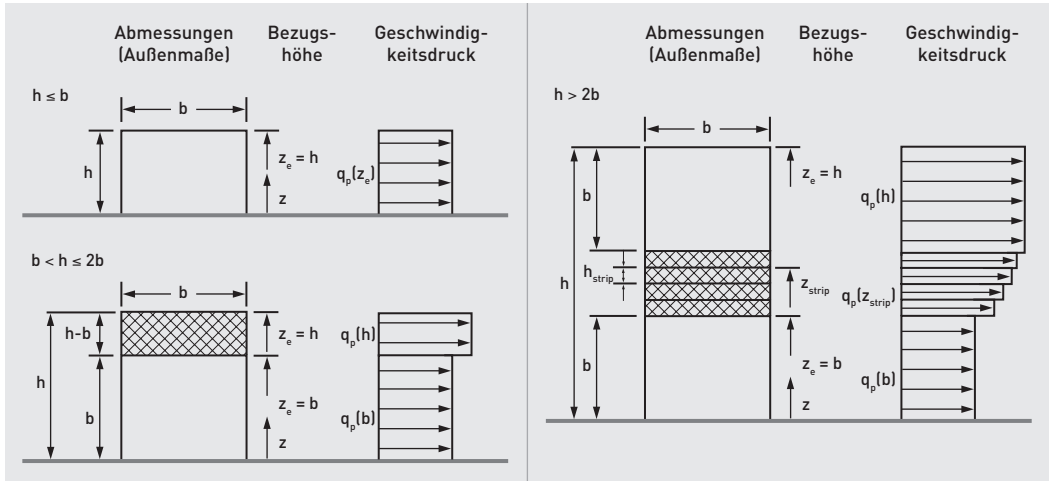 Abmessungen
(Außenmaße)
Bezugs-
höhe
Geschwindig-
keitsdruck
h ≤ b
b
h
z_e = h
z
q_p(z_e)
b < h ≤ 2b
b
h-b
h
b
z_e = h
z_e = b
z
q_p(h)
q_p(b)
Abmessungen
(Außenmaße)
Bezugs-
höhe
Geschwindig-
keitsdruck
h > 2b
b
h
b
h_strip
b
z_e = h
z_strip
z_e = b
z
q_p(h)
q_p(z_strip)
q_p(b)